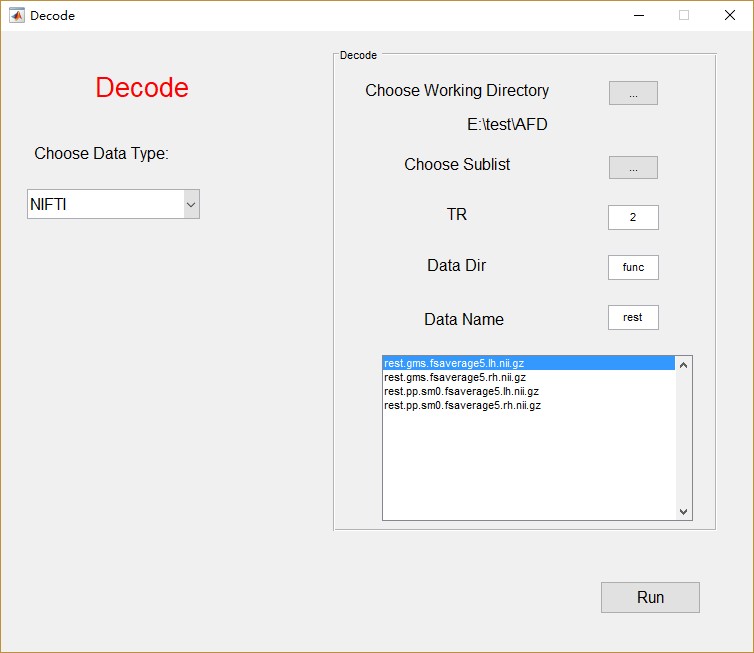 Decode
Decode
Choose Data Type:
NIFTI
Decode
Choose Working Directory
...
E:\test\AFD
Choose Sublist
...
TR
2
Data Dir
func
Data Name
rest
rest.gms.fsaverage5.lh.nii.gz
rest.gms.fsaverage5.rh.nii.gz
rest.pp.sm0.fsaverage5.lh.nii.gz
rest.pp.sm0.fsaverage5.rh.nii.gz
Run